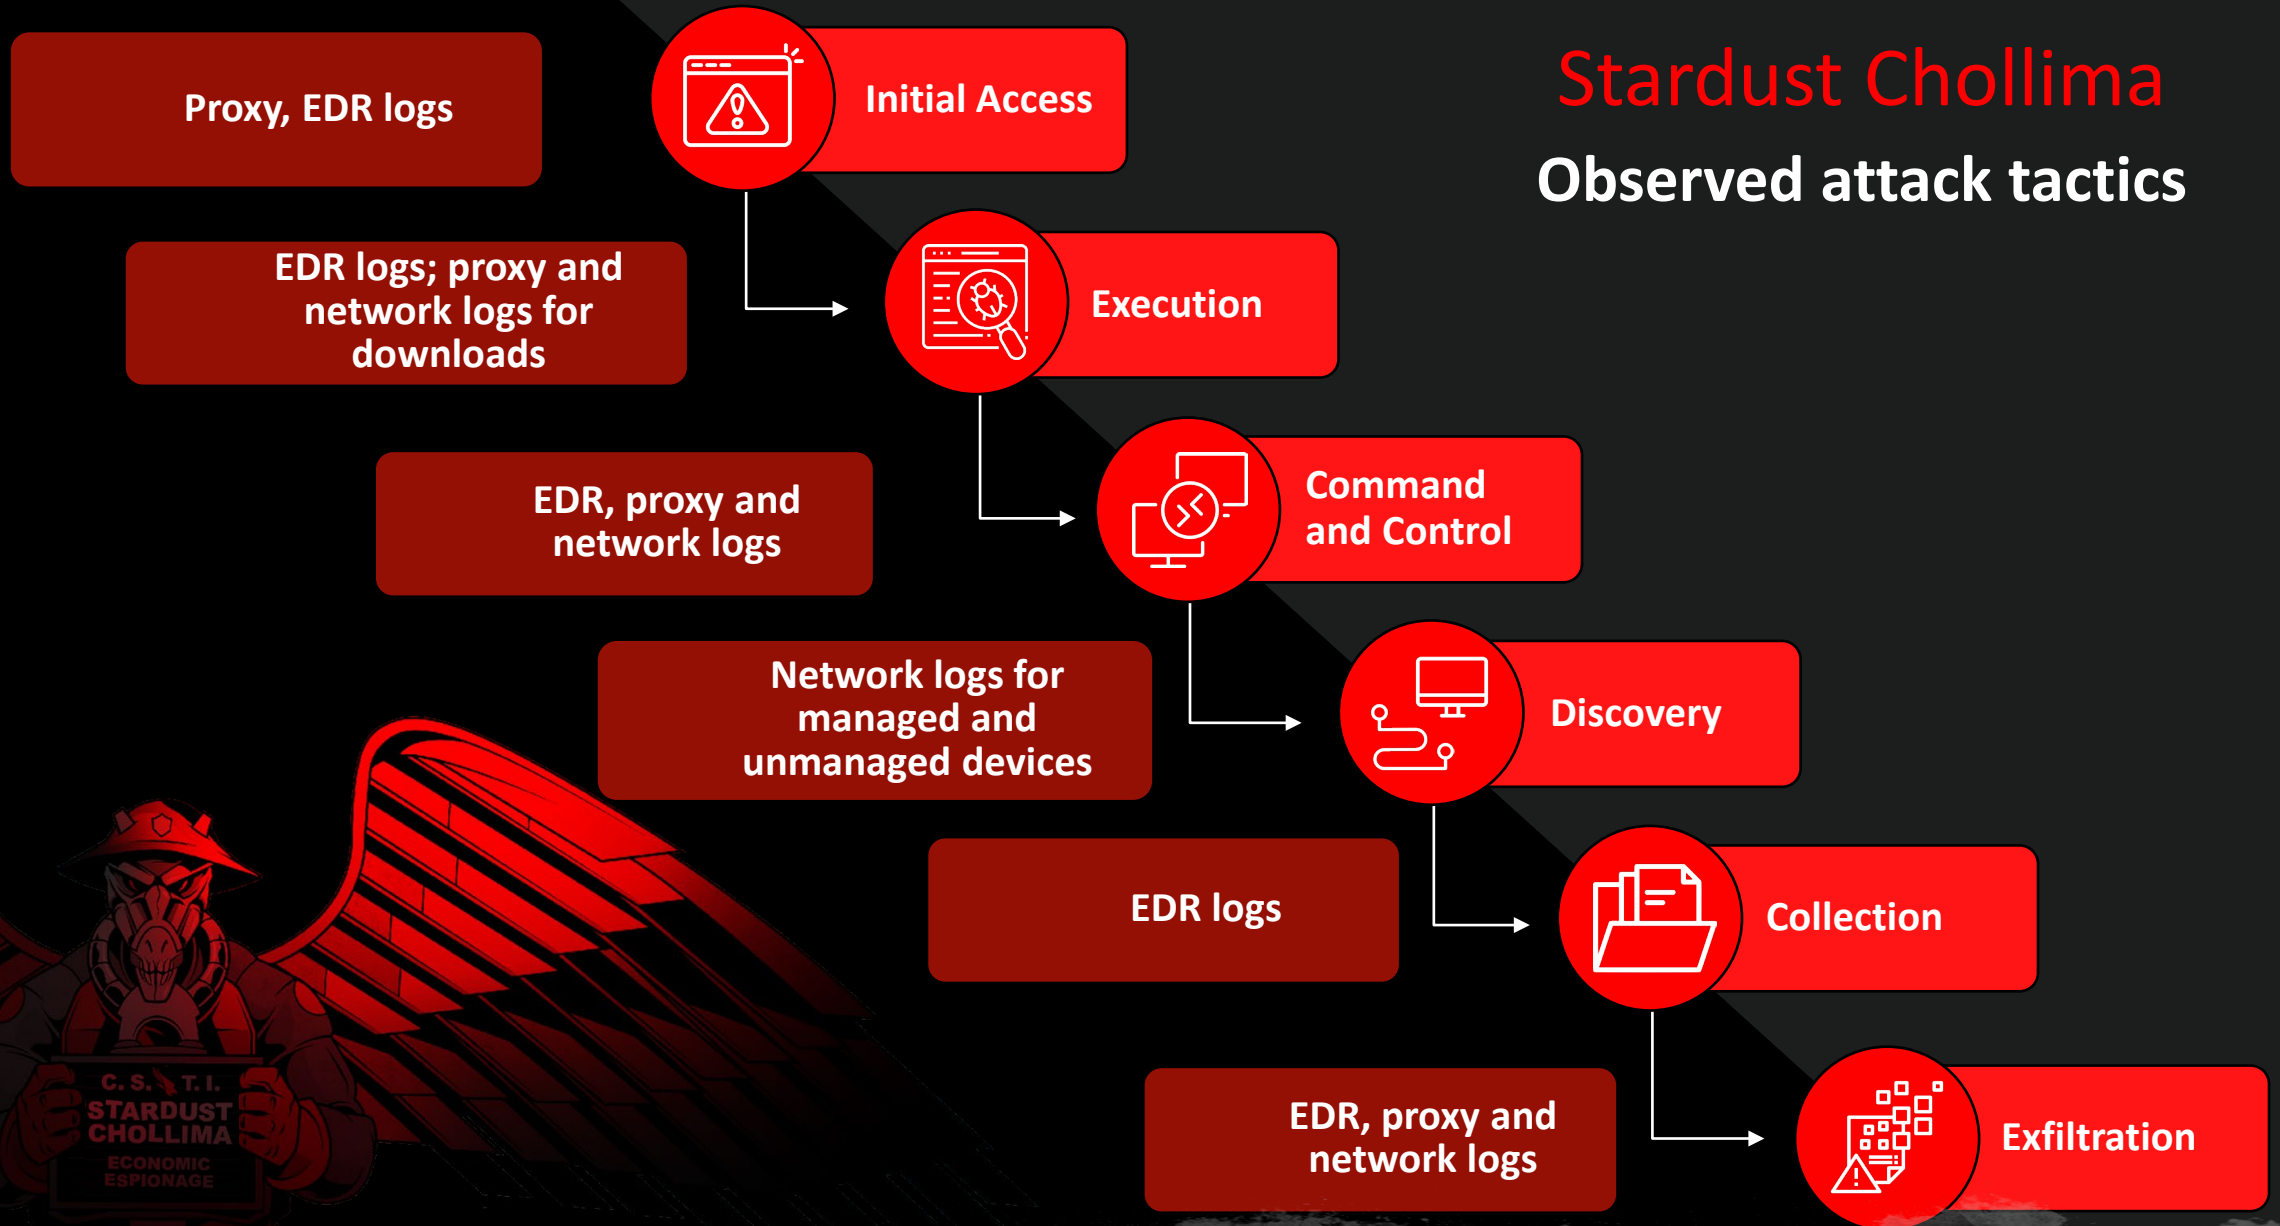 Stardust Chollima
Observed attack tactics
Proxy, EDR logs
Initial Access
EDR logs; proxy and
network logs for
downloads
Execution
EDR, proxy and
network logs
Command
and Control
Network logs for
managed and
unmanaged devices
Discovery
EDR logs
Collection
EDR, proxy and
network logs
Exfiltration
C. S. T. I.
STARDUST
CHOLLIMA
ECONOMIC
ESPIONAGE